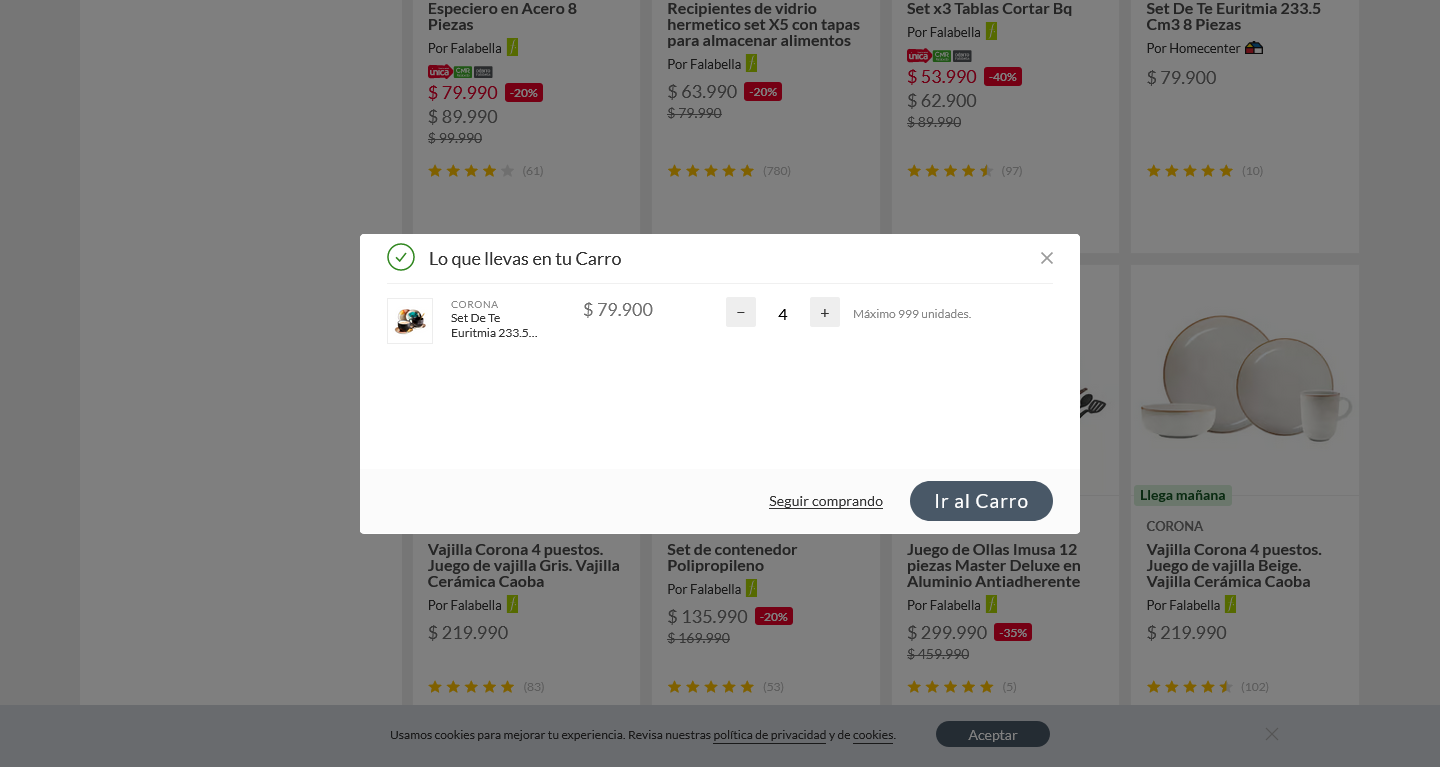 Especiero en Acero 8
Piezas
Por Falabella
única CMR
$ 79.990 -20%
$ 89.990
$ 99.990
(61)
Recipientes de vidrio
hermetico set X5 con tapas
para almacenar alimentos
Por Falabella
$ 63.990 -20%
$ 79.990
(780)
Set x3 Tablas Cortar Bq
Por Falabella
única CMR
$ 53.990 -40%
$ 62.900
$ 89.990
(97)
Set De Te Euritmia 233.5
Cm3 8 Piezas
Por Homecenter
$ 79.900
(10)
Lo que llevas en tu Carro
CORONA
Set De Te
Euritmia 233.5...
$ 79.900
− 4 +
Máximo 999 unidades.
Seguir comprando
Ir al Carro
Vajilla Corona 4 puestos.
Juego de vajilla Gris. Vajilla
Cerámica Caoba
Por Falabella
$ 219.990
(83)
Set de contenedor
Polipropileno
Por Falabella
$ 135.990 -20%
$ 169.990
(53)
Juego de Ollas Imusa 12
piezas Master Deluxe en
Aluminio Antiadherente
Por Falabella
$ 299.990 -35%
$ 459.990
(5)
Llega mañana
CORONA
Vajilla Corona 4 puestos.
Juego de vajilla Beige.
Vajilla Cerámica Caoba
Por Falabella
$ 219.990
(102)
Usamos cookies para mejorar tu experiencia. Revisa nuestras política de privacidad y de cookies.
Aceptar